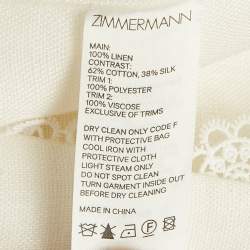 ZIMMERMANN
MAIN:
100% LINEN
CONTRAST:
62% COTTON, 38% SILK
TRIM 1:
100% POLYESTER
TRIM 2:
100% VISCOSE
EXCLUSIVE OF TRIMS
DRY CLEAN ONLY CODE F
WITH PROTECTIVE BAG
COOL IRON WITH
PROTECTIVE CLOTH
LIGHT STEAM ONLY
DO NOT SPOT CLEAN
TURN GARMENT INSIDE OUT
BEFORE DRY CLEANING
MADE IN CHINA